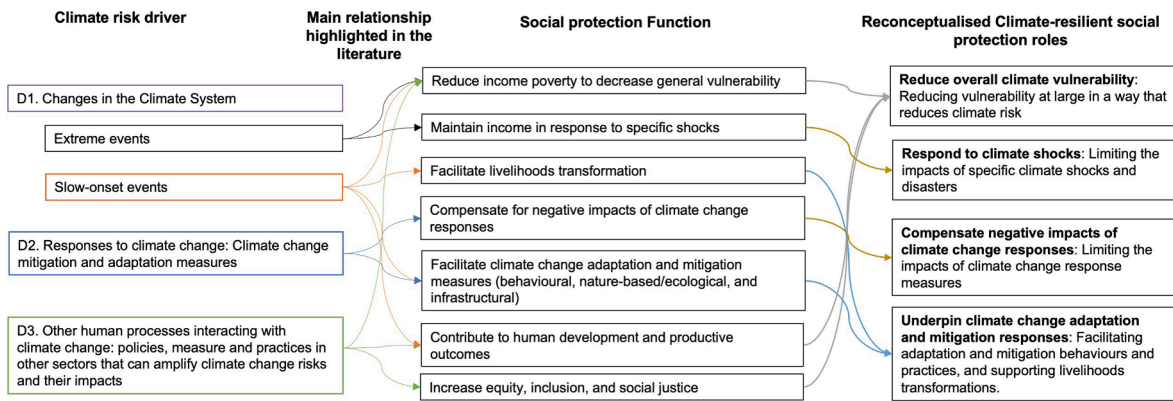 Climate risk driver
Main relationship
highlighted in the
literature
Social protection Function
Reconceptualised Climate-resilient social
protection roles
D1. Changes in the Climate System
Extreme events
Slow-onset events
D2. Responses to climate change: Climate change
mitigation and adaptation measures
D3. Other human processes interacting with
climate change: policies, measure and practices in
other sectors that can amplify climate change risks
and their impacts
Reduce income poverty to decrease general vulnerability
Maintain income in response to specific shocks
Facilitate livelihoods transformation
Compensate for negative impacts of climate change
responses
Facilitate climate change adaptation and mitigation
measures (behavioural, nature-based/ecological, and
infrastructural)
Contribute to human development and productive
outcomes
Increase equity, inclusion, and social justice
Reduce overall climate vulnerability:
Reducing vulnerability at large in a way that
reduces climate risk
Respond to climate shocks: Limiting the
impacts of specific climate shocks and
disasters
Compensate negative impacts of
climate change responses: Limiting the
impacts of climate change response
measures
Underpin climate change adaptation
and mitigation responses: Facilitating
adaptation and mitigation behaviours and
practices, and supporting livelihoods
transformations.